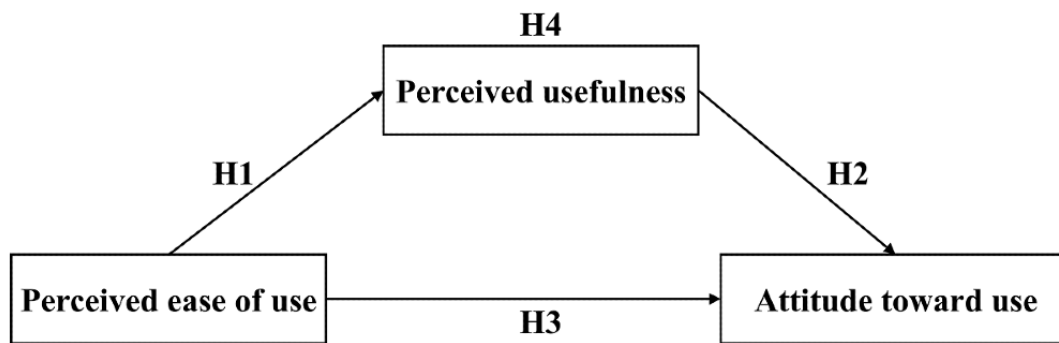 H4
Perceived usefulness
H1
H2
Perceived ease of use
Attitude toward use
H3